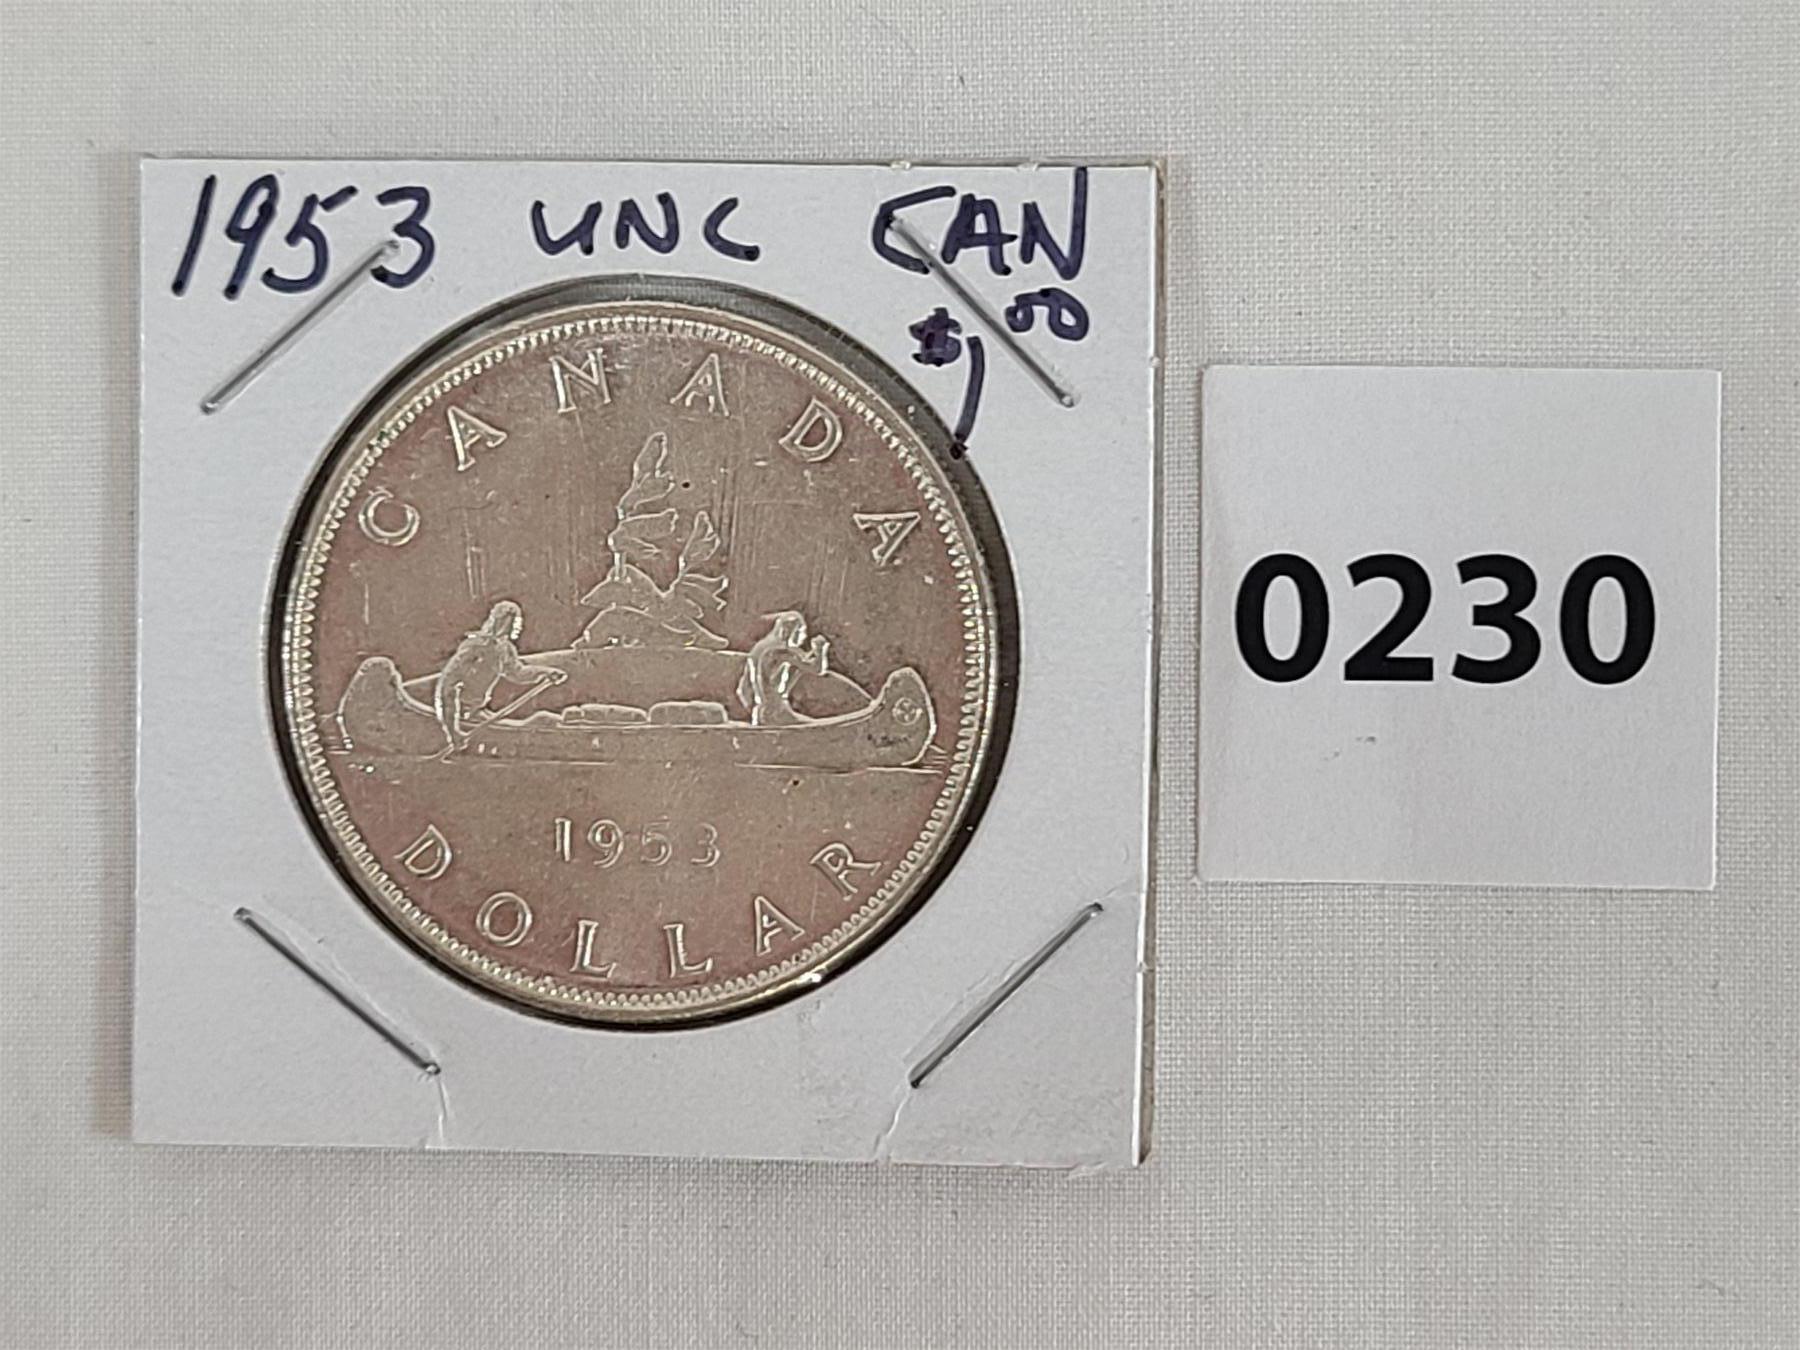 1953 UNC CAN
$1.00
CANADA
1953
DOLLAR
0230